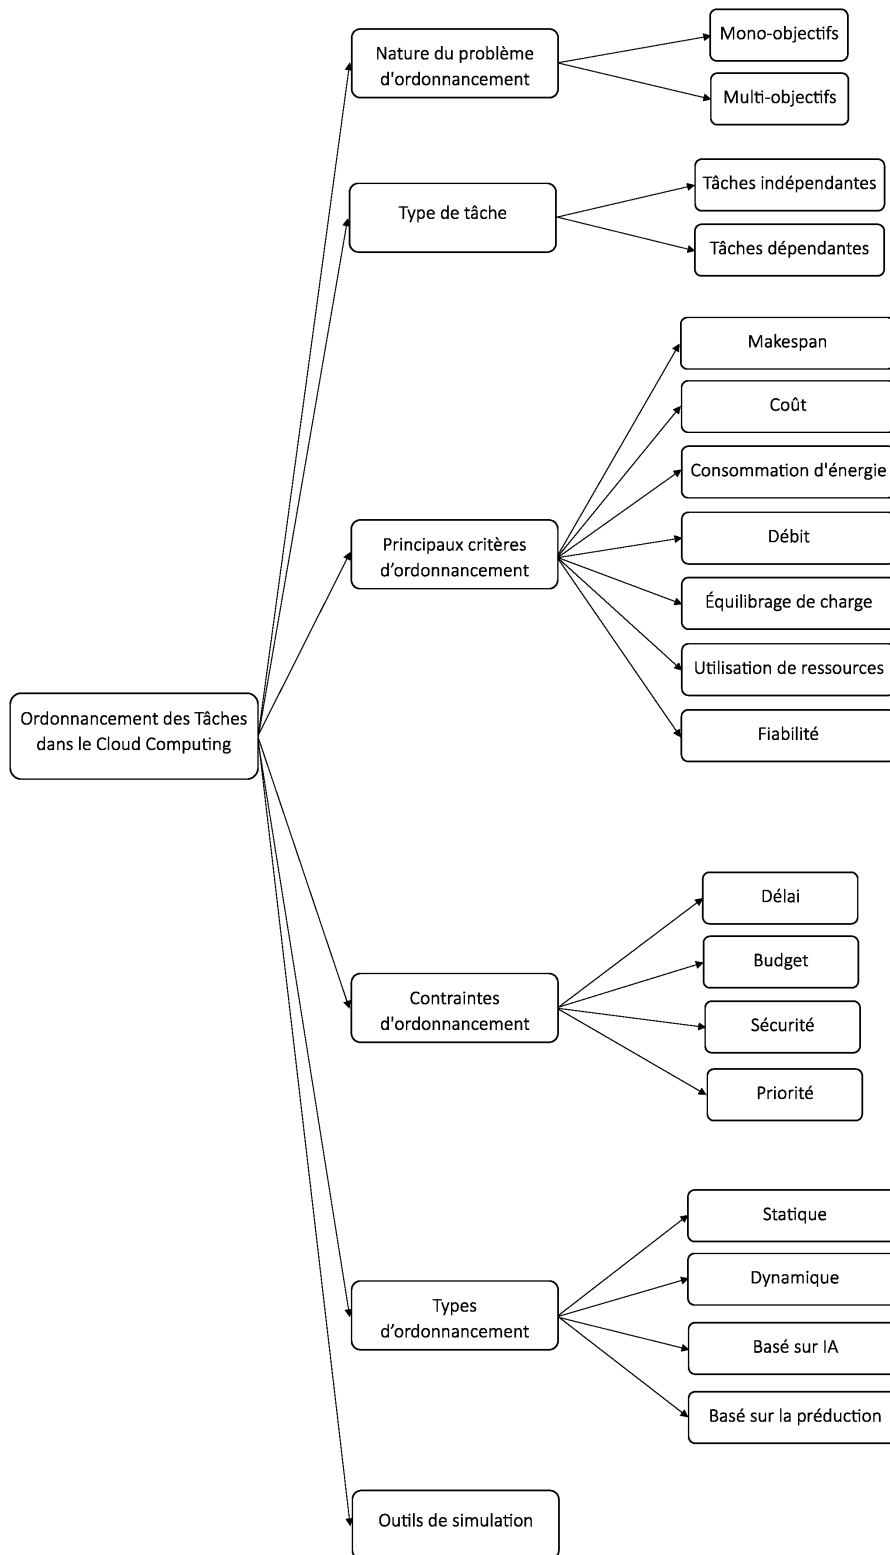 Nature du problème
d'ordonnancement
Mono-objectifs
Multi-objectifs
Type de tâche
Tâches indépendantes
Tâches dépendantes
Principaux critères
d’ordonnancement
Makespan
Coût
Consommation d'énergie
Débit
Équilibrage de charge
Utilisation de ressources
Fiabilité
Ordonnancement des Tâches
dans le Cloud Computing
Contraintes
d'ordonnancement
Délai
Budget
Sécurité
Priorité
Types
d’ordonnancement
Statique
Dynamique
Basé sur IA
Basé sur la préduction
Outils de simulation